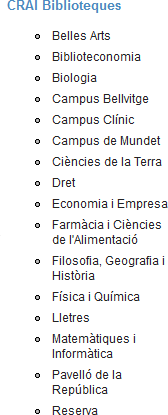 CRAI Biblioteques
Belles Arts
Biblioteconomia
Biologia
Campus Bellvitge
Campus Clínic
Campus de Mundet
Ciències de la Terra
Dret
Economia i Empresa
Farmàcia i Ciències
de l'Alimentació
Filosofia, Geografia i
Història
Física i Química
Lletres
Matemàtiques i
Informàtica
Pavelló de la
República
Reserva